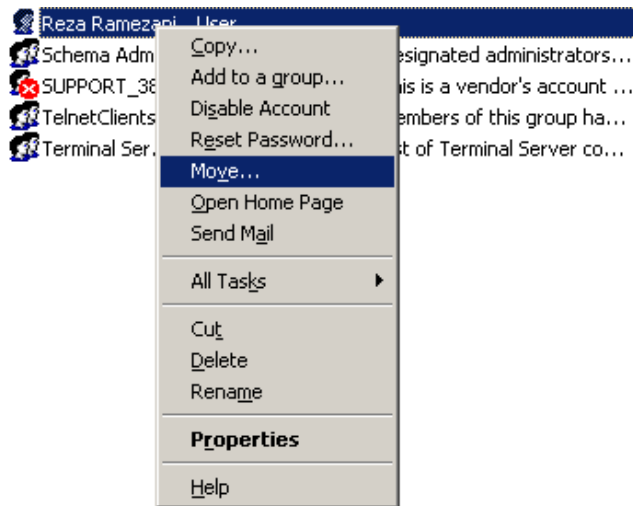 Reza Ramezani User
Schema Adm esignated administrators...
SUPPORT_38 is is a vendor's account ...
TelnetClients embers of this group ha...
Terminal Ser. st of Terminal Server co...
Copy...
Add to a group...
Disable Account
Reset Password...
Move...
Open Home Page
Send Mail
All Tasks
Cut
Delete
Rename
Properties
Help